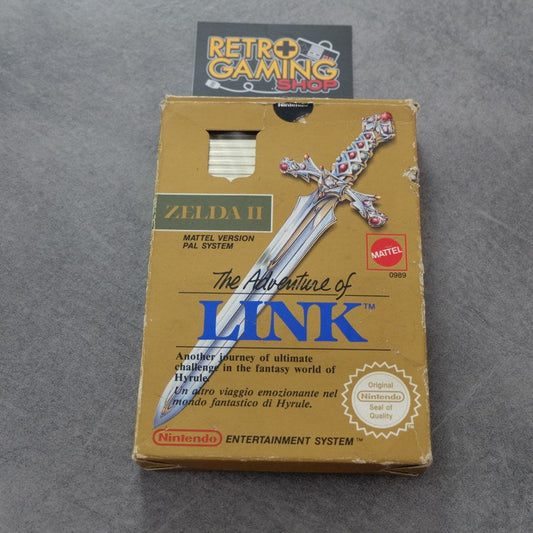 RETRO
GAMING
SHOP
Nintendo
ZELDA II
MATTEL VERSION
PAL SYSTEM
MATTEL
0989
The Adventure of
LINK™
Another journey of ultimate
challenge in the fantasy world of
Hyrule.
Un altro viaggio emozionante nel
mondo fantastico di Hyrule.
Original
Nintendo
Seal of
Quality
Nintendo ENTERTAINMENT SYSTEM™